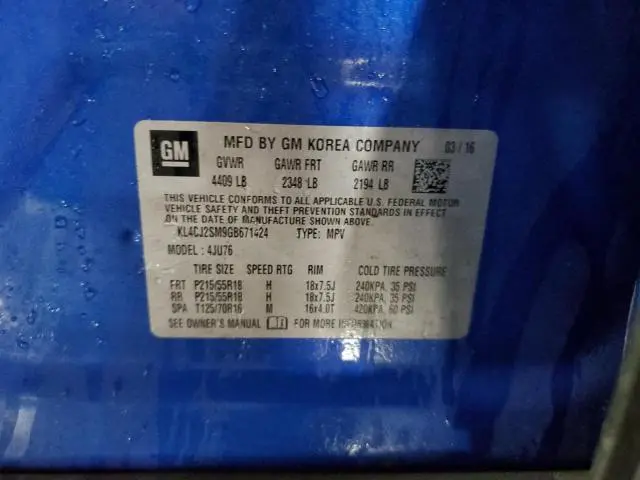 GM
MFD BY GM KOREA COMPANY 03/16
GVWR GAWR FRT GAWR RR
4409 LB 2348 LB 2194 LB
THIS VEHICLE CONFORMS TO ALL APPLICABLE U.S. FEDERAL MOTOR
VEHICLE SAFETY AND THEFT PREVENTION STANDARDS IN EFFECT
ON THE DATE OF MANUFACTURE SHOWN ABOVE.
KL4CJ2SM9GB671424 TYPE: MPV
MODEL : 4JU76
TIRE SIZE SPEED RTG RIM COLD TIRE PRESSURE
FRT P215/55R18 H 18x7.5J 240KPA, 35 PSI
RR P215/55R18 H 18x7.5J 240KPA, 35 PSI
SPA T125/70R16 M 16x4.0T 420KPA, 60 PSI
SEE OWNER'S MANUAL FOR MORE INFORMATION.